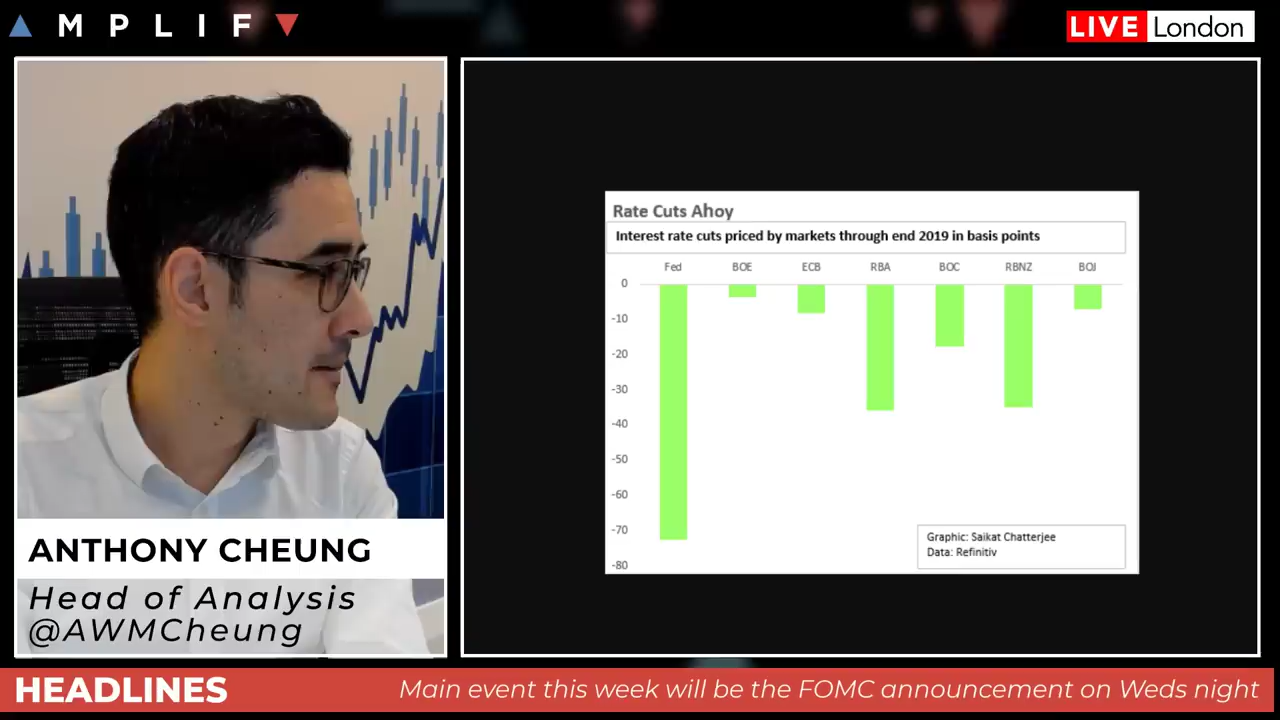 MPLIF
LIVE London
Rate Cuts Ahoy
Interest rate cuts priced by markets through end 2019 in basis points
Fed BOE ECB RBA BOC RBNZ BOJ
0
-10
-20
-30
-40
-50
-60
-70
-80
Graphic: Saikat Chatterjee
Data: Refinitiv
ANTHONY CHEUNG
Head of Analysis
@AWMCheung
HEADLINES Main event this week will be the FOMC announcement on Weds night